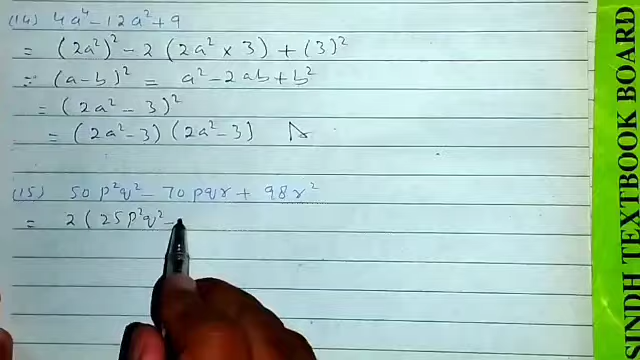 (14) 4a⁴ - 12a² + 9
= (2a²)² - 2 (2a² × 3) + (3)²
∵ (a-b)² = a² - 2ab + b²
= (2a² - 3)²
= (2a² - 3) (2a² - 3)
(15) 50p²q² - 70pqr + 98r²
= 2 ( 25p²q² -
SINDH TEXTBOOK BOARD